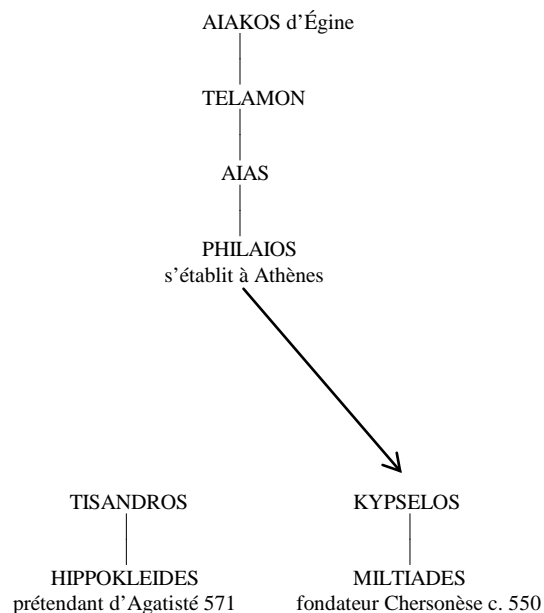 AIAKOS d’Égine
TELAMON
AIAS
PHILAIOS
s’établit à Athènes
TISANDROS KYPSELOS
HIPPOKLEIDES MILTIADES
prétendant d’Agatisté 571 fondateur Chersonèse c. 550